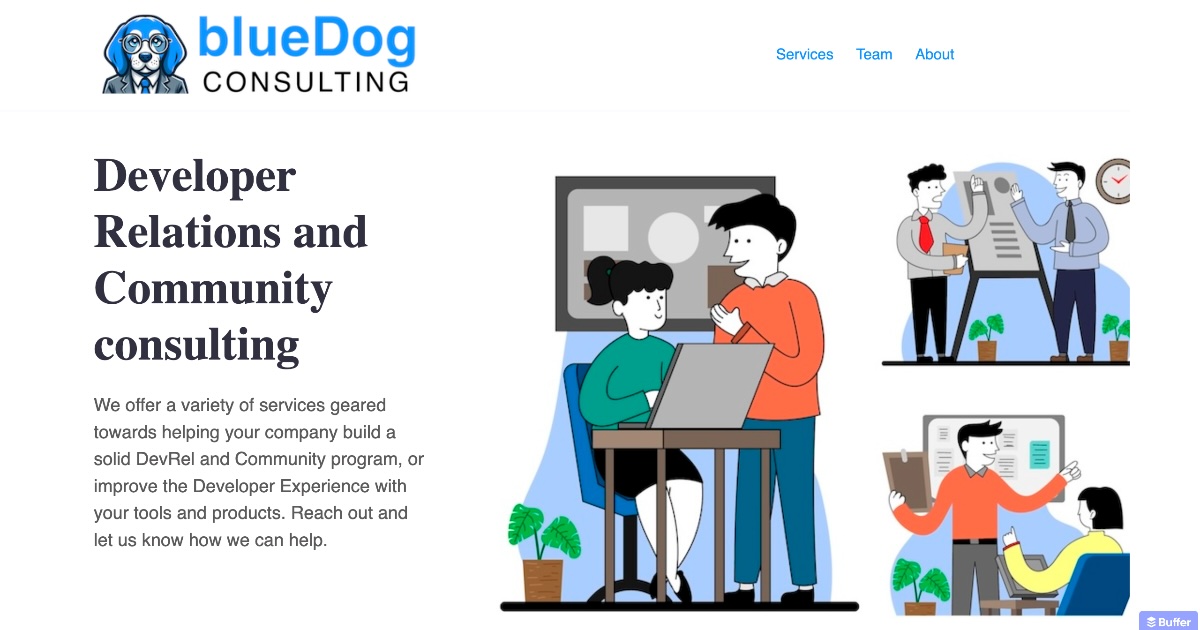 blueDog
CONSULTING
Services Team About
Developer
Relations and
Community
consulting
We offer a variety of services geared
towards helping your company build a
solid DevRel and Community program, or
improve the Developer Experience with
your tools and products. Reach out and
let us know how we can help.
Buffer